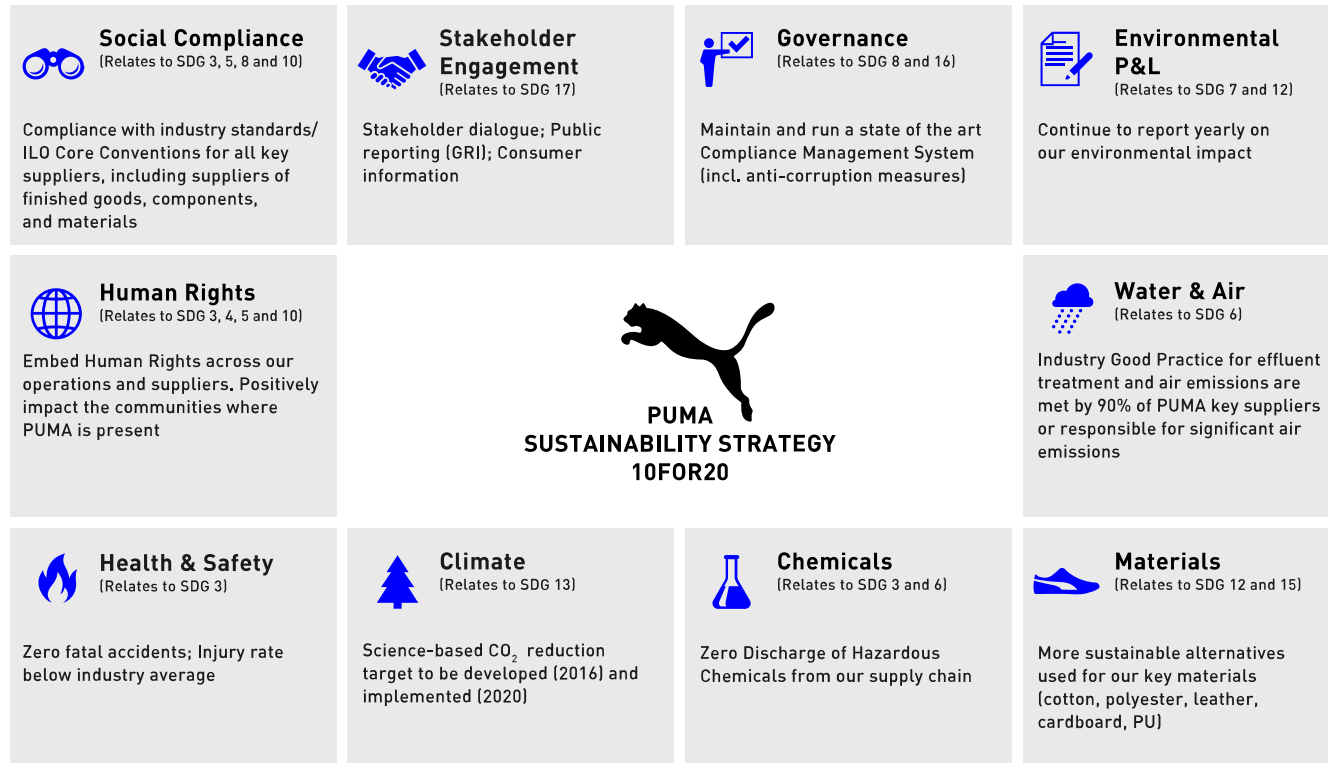 Social Compliance
(Relates to SDG 3, 5, 8 and 10)
Compliance with industry standards/
ILO Core Conventions for all key
suppliers, including suppliers of
finished goods, components,
and materials
Stakeholder
Engagement
(Relates to SDG 17)
Stakeholder dialogue; Public
reporting (GRI); Consumer
information
Governance
(Relates to SDG 8 and 16)
Maintain and run a state of the art
Compliance Management System
(incl. anti-corruption measures)
Environmental
P&L
(Relates to SDG 7 and 12)
Continue to report yearly on
our environmental impact
Human Rights
(Relates to SDG 3, 4, 5 and 10)
Embed Human Rights across our
operations and suppliers. Positively
impact the communities where
PUMA is present
PUMA
SUSTAINABILITY STRATEGY
10FOR20
Water & Air
(Relates to SDG 6)
Industry Good Practice for effluent
treatment and air emissions are
met by 90% of PUMA key suppliers
or responsible for significant air
emissions
Health & Safety
(Relates to SDG 3)
Zero fatal accidents; Injury rate
below industry average
Climate
(Relates to SDG 13)
Science-based CO₂ reduction
target to be developed (2016) and
implemented (2020)
Chemicals
(Relates to SDG 3 and 6)
Zero Discharge of Hazardous
Chemicals from our supply chain
Materials
(Relates to SDG 12 and 15)
More sustainable alternatives
used for our key materials
(cotton, polyester, leather,
cardboard, PU)